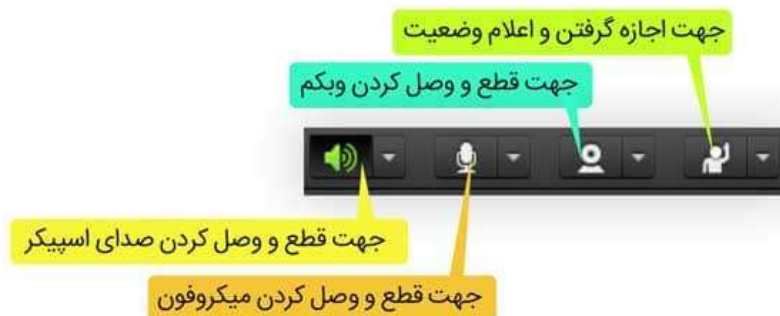 جهت اجازه گرفتن و اعلام وضعیت
جهت قطع و وصل کردن وبکم
جهت قطع و وصل کردن صدای اسپیکر
جهت قطع و وصل کردن میکروفون